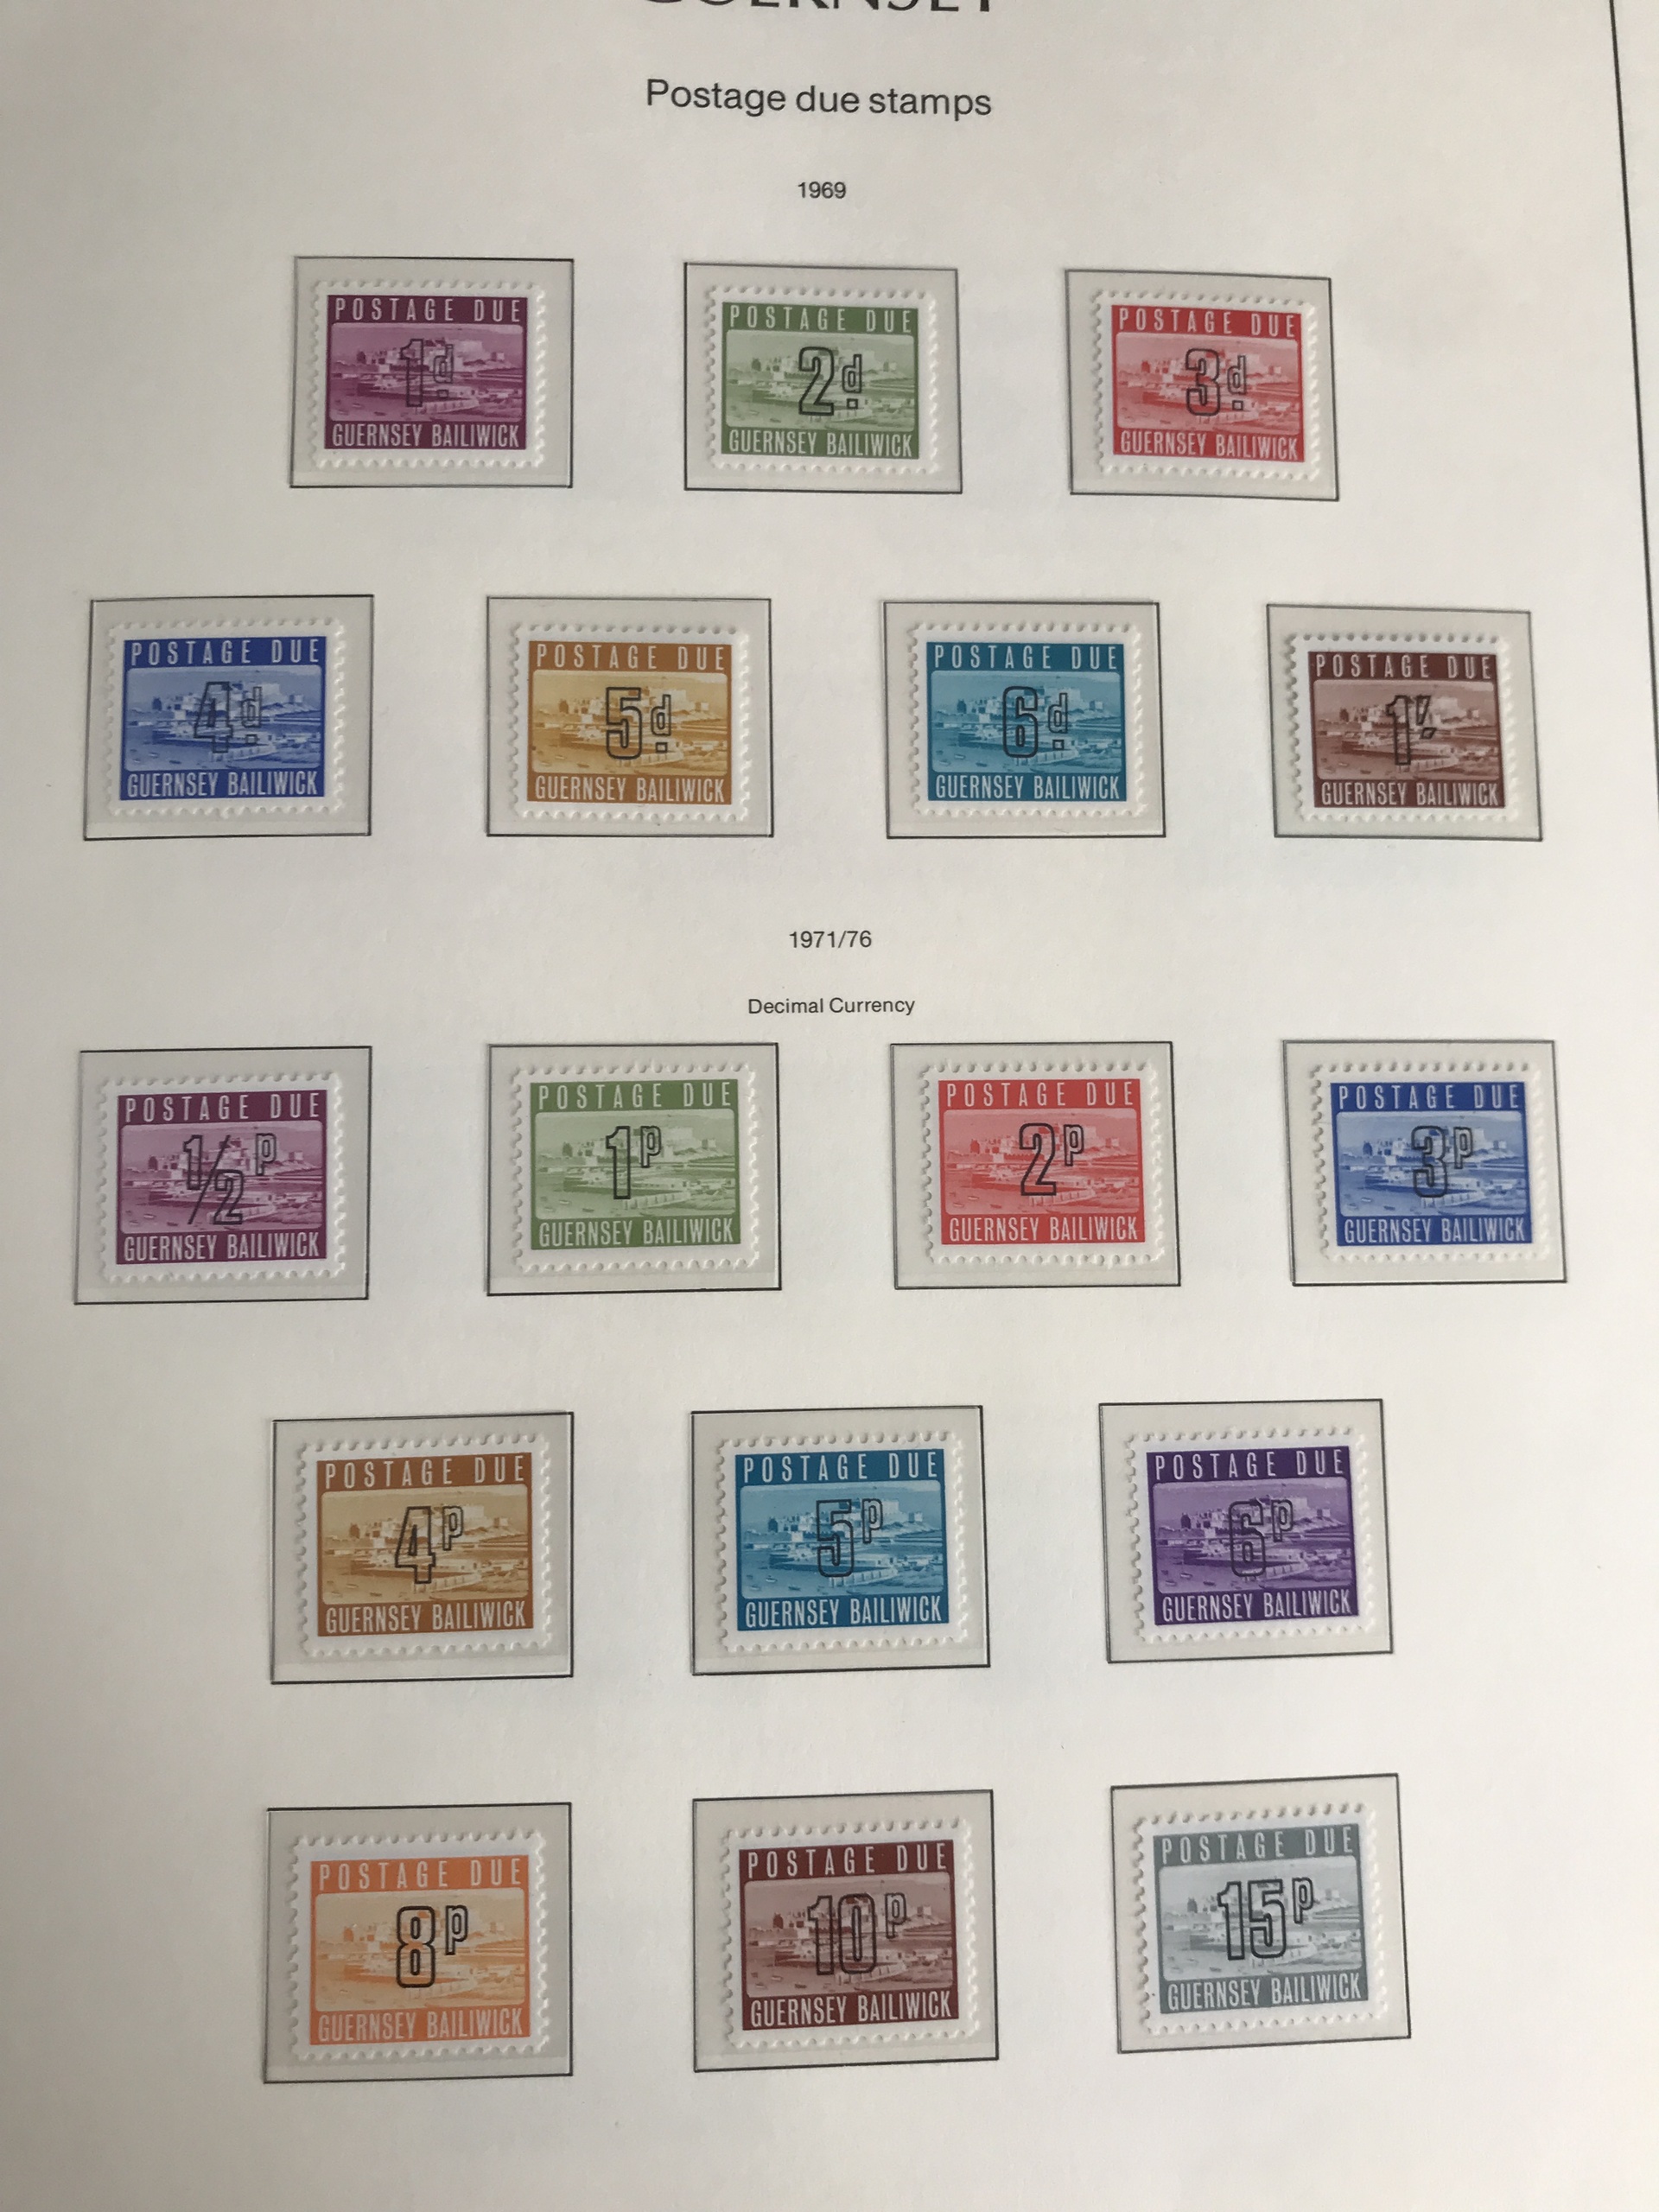 GUERNSEY
Postage due stamps
1969
POSTAGE DUE
1d.
GUERNSEY BAILIWICK
POSTAGE DUE
2d.
GUERNSEY BAILIWICK
POSTAGE DUE
3d.
GUERNSEY BAILIWICK
POSTAGE DUE
4d.
GUERNSEY BAILIWICK
POSTAGE DUE
5d.
GUERNSEY BAILIWICK
POSTAGE DUE
6d.
GUERNSEY BAILIWICK
POSTAGE DUE
1'/
GUERNSEY BAILIWICK
1971/76
Decimal Currency
POSTAGE DUE
1/2p
GUERNSEY BAILIWICK
POSTAGE DUE
1p
GUERNSEY BAILIWICK
POSTAGE DUE
2p
GUERNSEY BAILIWICK
POSTAGE DUE
3p
GUERNSEY BAILIWICK
POSTAGE DUE
4p
GUERNSEY BAILIWICK
POSTAGE DUE
5p
GUERNSEY BAILIWICK
POSTAGE DUE
6p
GUERNSEY BAILIWICK
POSTAGE DUE
8p
GUERNSEY BAILIWICK
POSTAGE DUE
10p
GUERNSEY BAILIWICK
POSTAGE DUE
15p
GUERNSEY BAILIWICK